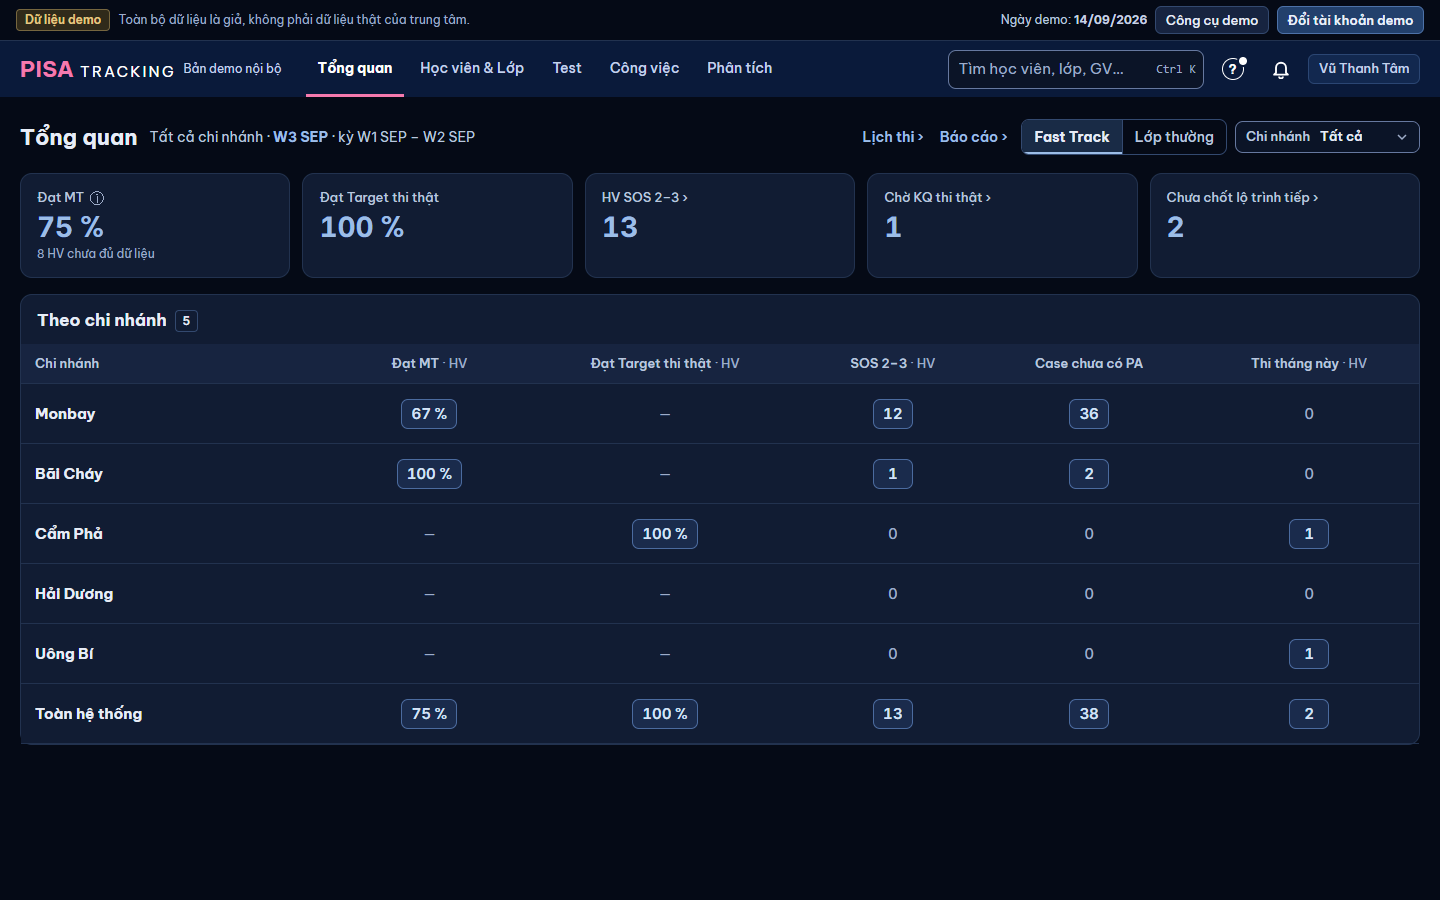 Dữ liệu demo Toàn bộ dữ liệu là giả, không phải dữ liệu thật của trung tâm. Ngày demo: 14/09/2026 Công cụ demo Đổi tài khoản demo
PISA TRACKING Bản demo nội bộ Tổng quan Học viên & Lớp Test Công việc Phân tích Tìm học viên, lớp, GV... Ctrl K ? Vũ Thanh Tâm
Tổng quan Tất cả chi nhánh · W3 SEP · kỳ W1 SEP – W2 SEP Lịch thi › Báo cáo › Fast Track Lớp thường Chi nhánh Tất cả
Đạt MT ⓘ
75 %
8 HV chưa đủ dữ liệu
Đạt Target thi thật
100 %
HV SOS 2–3 ›
13
Chờ KQ thi thật ›
1
Chưa chốt lộ trình tiếp ›
2
Theo chi nhánh 5
Chi nhánh Đạt MT · HV Đạt Target thi thật · HV SOS 2–3 · HV Case chưa có PA Thi tháng này · HV
Monbay 67 % — 12 36 0
Bãi Cháy 100 % — 1 2 0
Cẩm Phả — 100 % 0 0 1
Hải Dương — — 0 0 0
Uông Bí — — 0 0 1
Toàn hệ thống 75 % 100 % 13 38 2